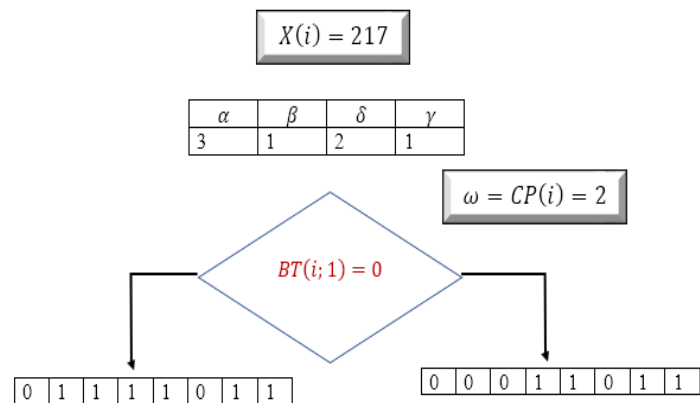 X(i) = 217
α β δ γ
3 1 2 1
ω = CP(i) = 2
BT(i; 1) = 0
0 1 1 1 1 0 1 1
0 0 0 1 1 0 1 1